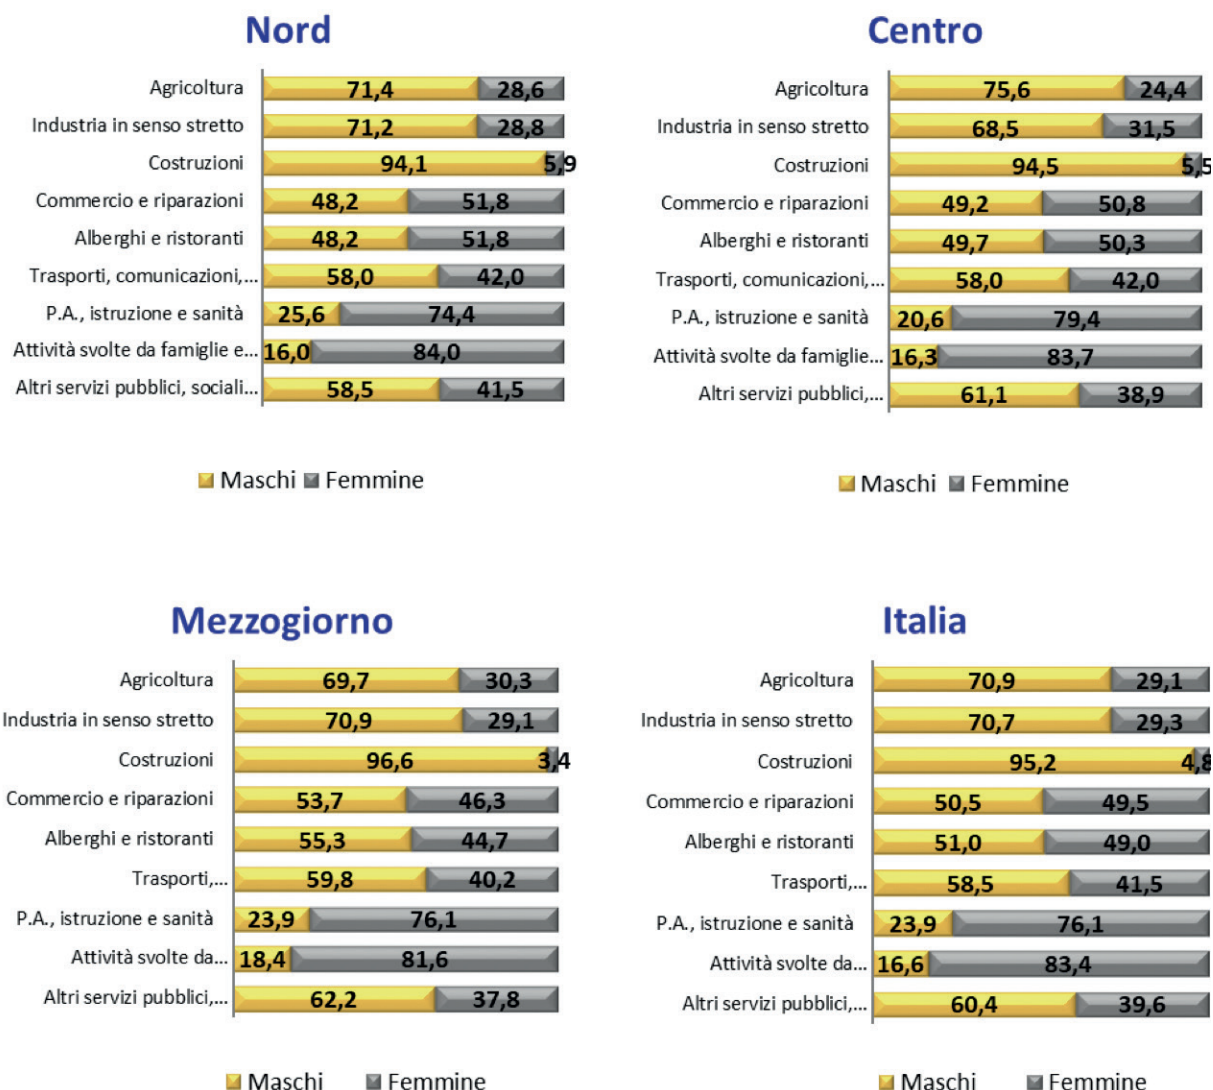 Nord
Agricoltura 71,4 28,6
Industria in senso stretto 71,2 28,8
Costruzioni 94,1 5,9
Commercio e riparazioni 48,2 51,8
Alberghi e ristoranti 48,2 51,8
Trasporti, comunicazioni,... 58,0 42,0
P.A., istruzione e sanità 25,6 74,4
Attività svolte da famiglie e... 16,0 84,0
Altri servizi pubblici, sociali... 58,5 41,5
Maschi Femmine
Centro
Agricoltura 75,6 24,4
Industria in senso stretto 68,5 31,5
Costruzioni 94,5 5,5
Commercio e riparazioni 49,2 50,8
Alberghi e ristoranti 49,7 50,3
Trasporti, comunicazioni,... 58,0 42,0
P.A., istruzione e sanità 20,6 79,4
Attività svolte da famiglie... 16,3 83,7
Altri servizi pubblici,... 61,1 38,9
Maschi Femmine
Mezzogiorno
Agricoltura 69,7 30,3
Industria in senso stretto 70,9 29,1
Costruzioni 96,6 3,4
Commercio e riparazioni 53,7 46,3
Alberghi e ristoranti 55,3 44,7
Trasporti,... 59,8 40,2
P.A., istruzione e sanità 23,9 76,1
Attività svolte da... 18,4 81,6
Altri servizi pubblici,... 62,2 37,8
Maschi Femmine
Italia
Agricoltura 70,9 29,1
Industria in senso stretto 70,7 29,3
Costruzioni 95,2 4,8
Commercio e riparazioni 50,5 49,5
Alberghi e ristoranti 51,0 49,0
Trasporti,... 58,5 41,5
P.A., istruzione e sanità 23,9 76,1
Attività svolte da... 16,6 83,4
Altri servizi pubblici,... 60,4 39,6
Maschi Femmine